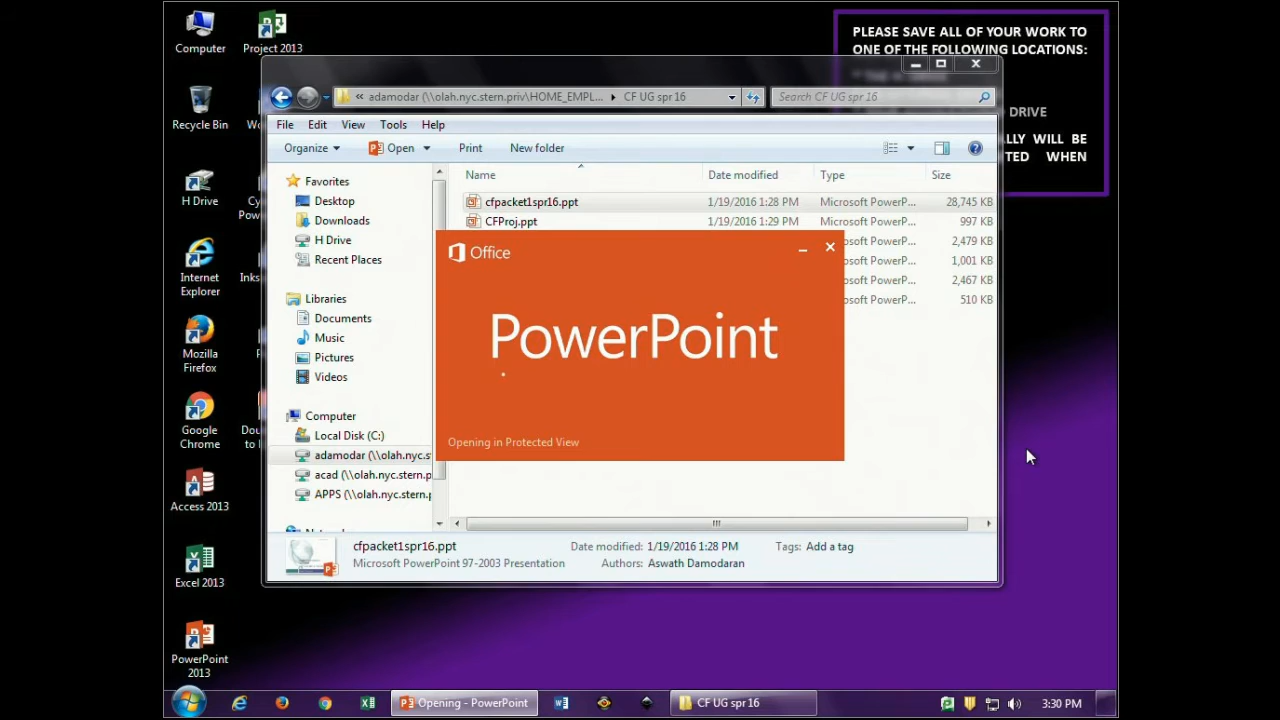 Computer
Project 2013
PLEASE SAVE ALL OF YOUR WORK TO
ONE OF THE FOLLOWING LOCATIONS:
adamodar (\\olah.nyc.stern.priv\HOME_EMPL...
CF UG spr 16
Search CF UG spr 16
DRIVE
Recycle Bin
File Edit View Tools Help
LLY WILL BE
TED WHEN
Organize Open Print New folder
Name Date modified Type Size
Favorites
Desktop
Downloads
H Drive
Recent Places
cfpacket1spr16.ppt 1/19/2016 1:28 PM Microsoft PowerP... 28,745 KB
CFProj.ppt 1/19/2016 1:29 PM Microsoft PowerP... 997 KB
osoft PowerP... 2,479 KB
osoft PowerP... 1,001 KB
osoft PowerP... 2,467 KB
osoft PowerP... 510 KB
H Drive
Internet
Explorer
Inks
Libraries
Documents
Music
Pictures
Videos
Office
PowerPoint
Opening in Protected View
Mozilla
Firefox
Google
Chrome
Dou
to I
Computer
Local Disk (C:)
adamodar (\\olah.nyc.s
acad (\\olah.nyc.stern.p
APPS (\\olah.nyc.stern.p
Access 2013
cfpacket1spr16.ppt Date modified: 1/19/2016 1:28 PM Tags: Add a tag
Microsoft PowerPoint 97-2003 Presentation Authors: Aswath Damodaran
Excel 2013
PowerPoint
2013
Opening - PowerPoint
CF UG spr 16
3:30 PM